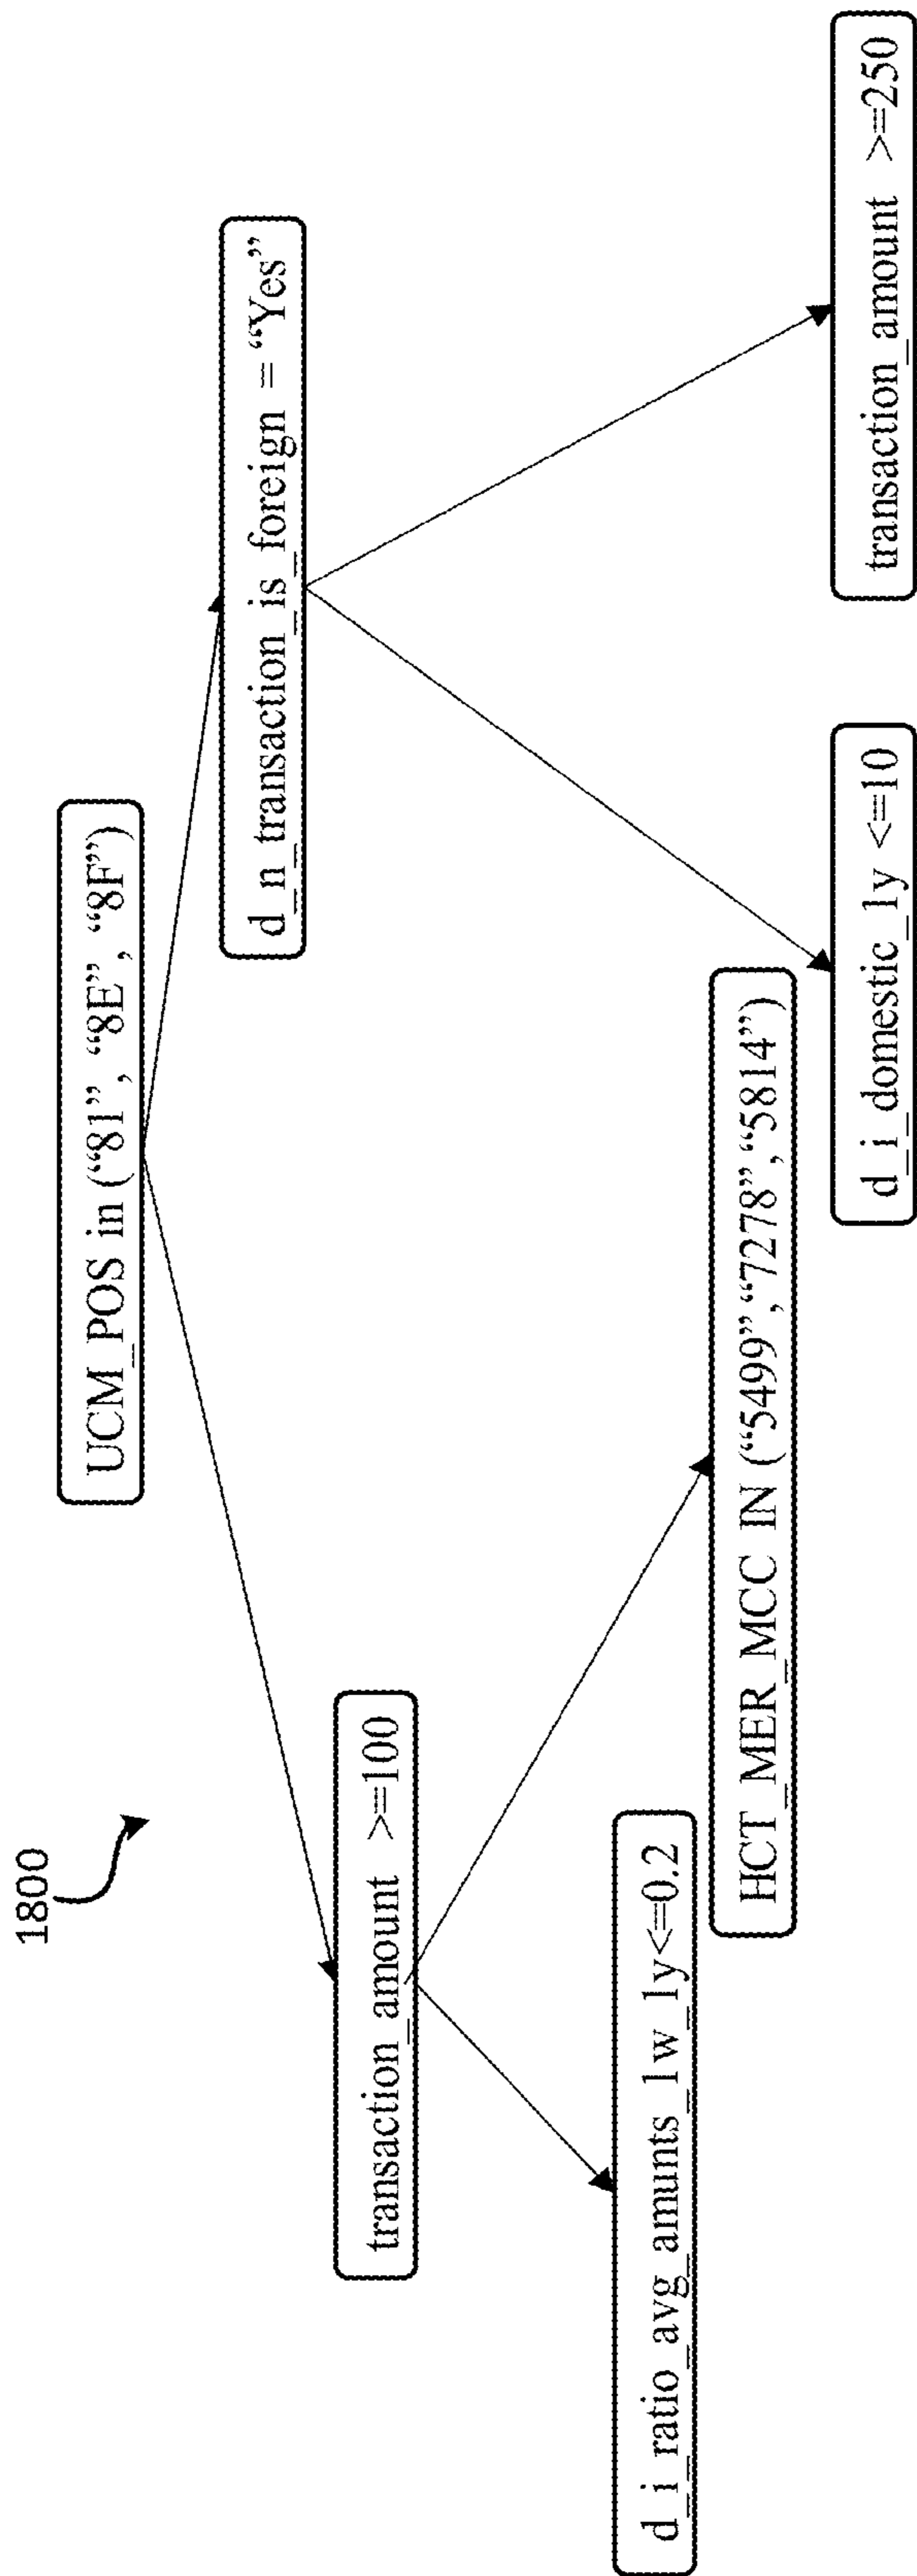 1800
UCM_POS in (“81”, “8E”, “8F”)
d_n_transaction_is_foreign = “Yes”
transaction_amount >=100
d_i_ratio_avg_amunts_1w_1y<=0.2
HCT_MER_MCC IN (“5499”,“7278”,“5814”)
d_i_domestic_1y <=10
transaction_amount >=250